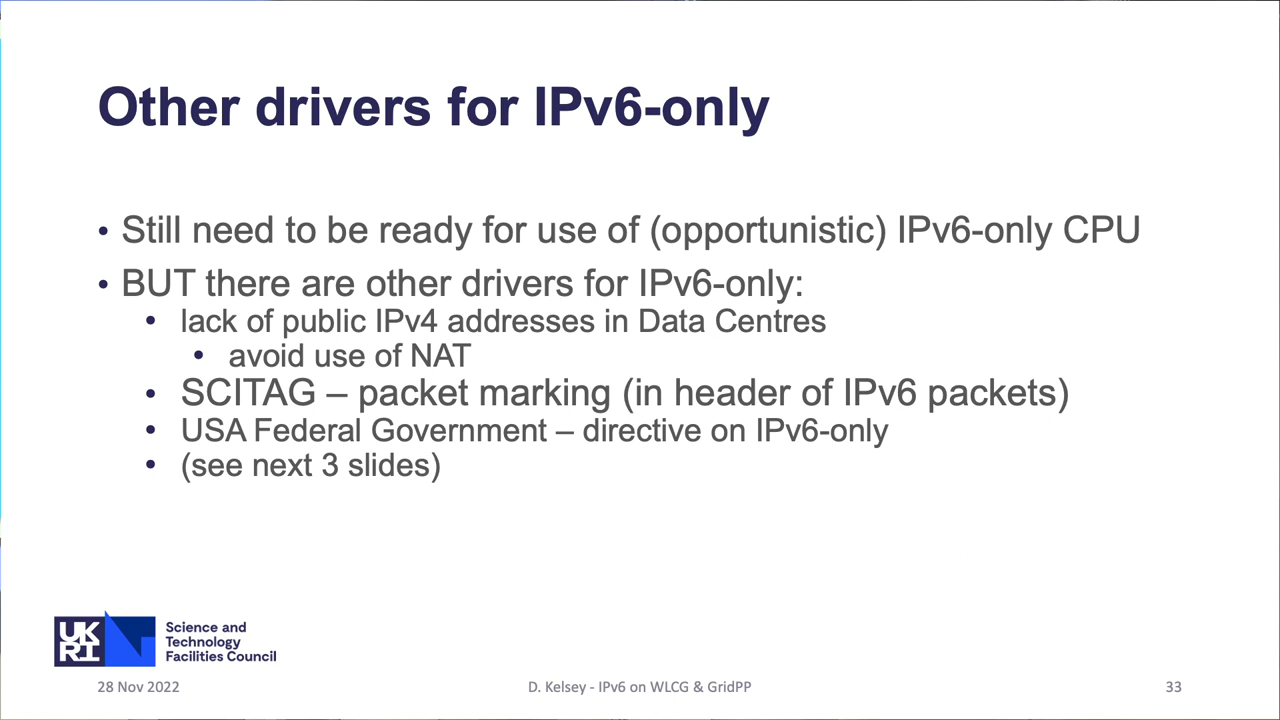 Other drivers for IPv6-only
• Still need to be ready for use of (opportunistic) IPv6-only CPU
• BUT there are other drivers for IPv6-only:
• lack of public IPv4 addresses in Data Centres
• avoid use of NAT
• SCITAG – packet marking (in header of IPv6 packets)
• USA Federal Government – directive on IPv6-only
• (see next 3 slides)
UK
RI
Science and
Technology
Facilities Council
28 Nov 2022
D. Kelsey - IPv6 on WLCG & GridPP
33